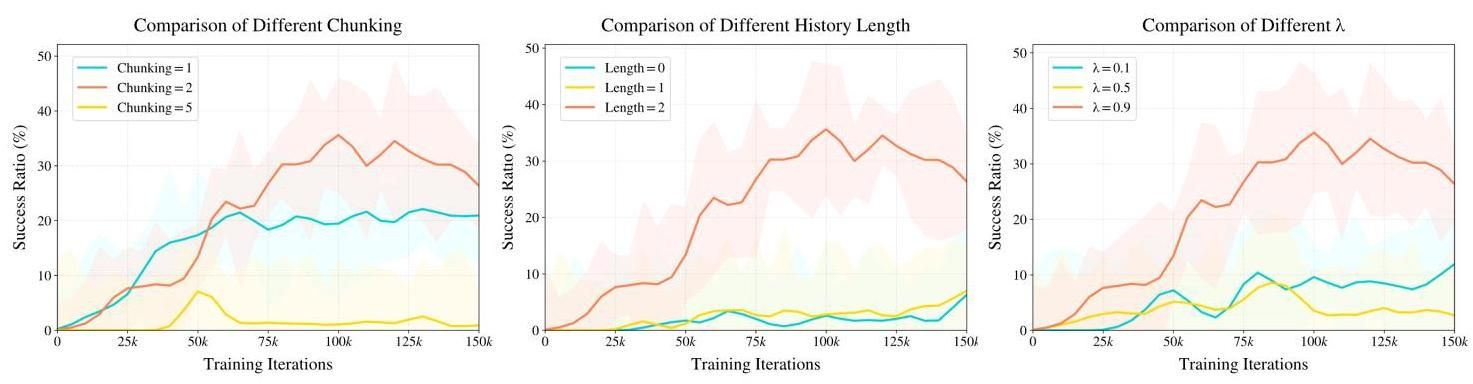 Comparison of Different Chunking
Success Ratio (%)
50
40
30
20
10
0
Chunking = 1
Chunking = 2
Chunking = 5
0 25k 50k 75k 100k 125k 150k
Training Iterations
Comparison of Different History Length
Success Ratio (%)
50
40
30
20
10
0
Length = 0
Length = 1
Length = 2
0 25k 50k 75k 100k 125k 150k
Training Iterations
Comparison of Different λ
Success Ratio (%)
50
40
30
20
10
0
λ = 0.1
λ = 0.5
λ = 0.9
0 25k 50k 75k 100k 125k 150k
Training Iterations